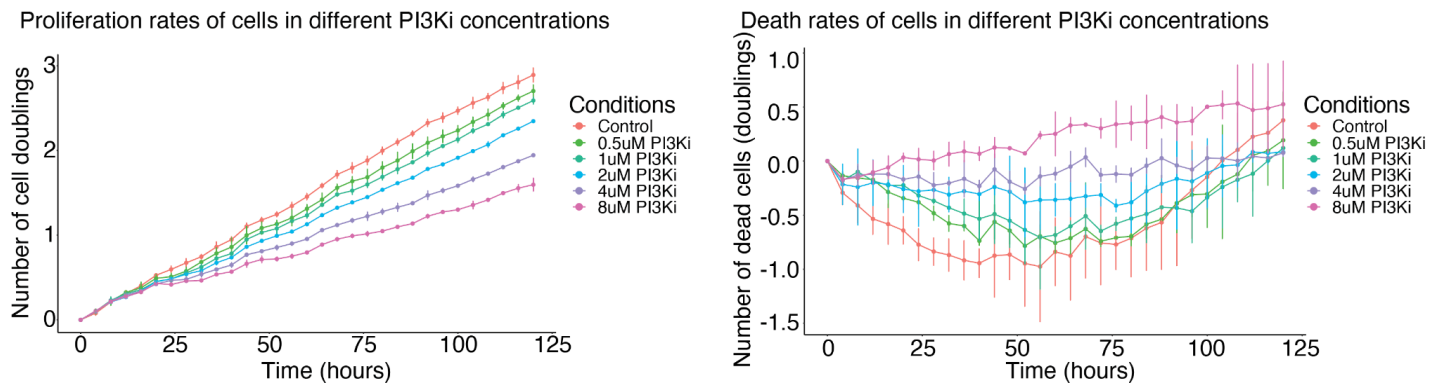 Proliferation rates of cells in different PI3Ki concentrations
Number of cell doublings
3
2
1
0
0
25
50
75
100
125
Time (hours)
Conditions
Control
0.5uM PI3Ki
1uM PI3Ki
2uM PI3Ki
4uM PI3Ki
8uM PI3Ki
Death rates of cells in different PI3Ki concentrations
Number of dead cells (doublings)
1.0
0.5
0.0
-0.5
-1.0
-1.5
0
25
50
75
100
125
Time (hours)
Conditions
Control
0.5uM PI3Ki
1uM PI3Ki
2uM PI3Ki
4uM PI3Ki
8uM PI3Ki